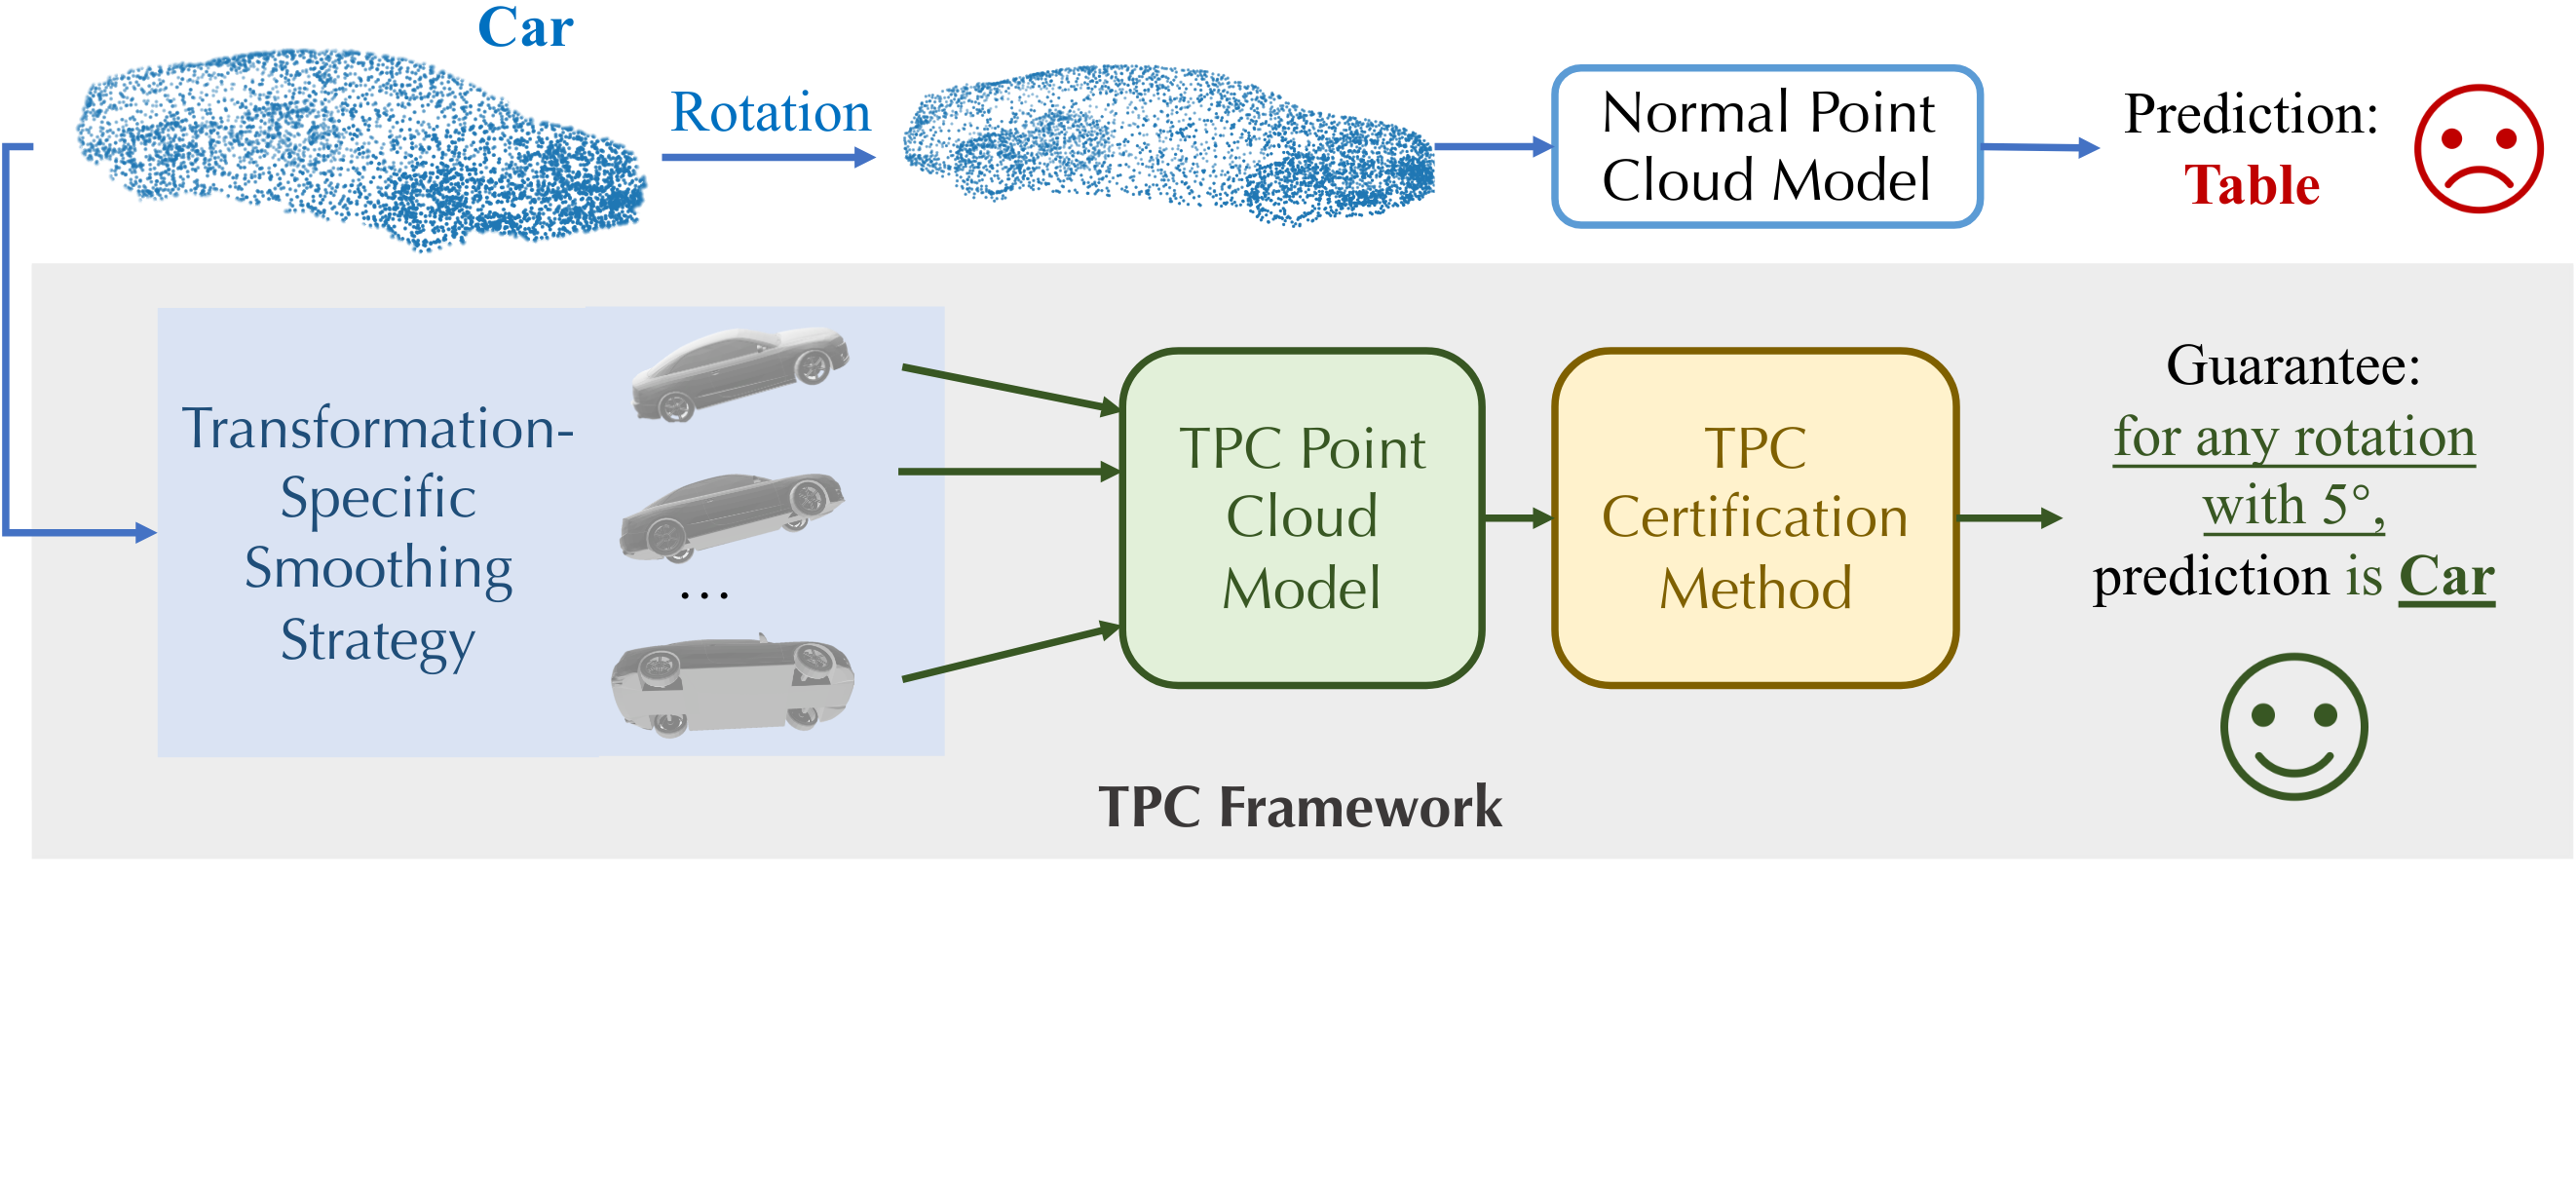 Car
Rotation
Normal Point
Cloud Model
Prediction:
Table
Transformation-
Specific
Smoothing
Strategy
...
TPC Point
Cloud
Model
TPC
Certification
Method
Guarantee:
for any rotation
with 5°,
prediction is Car
TPC Framework